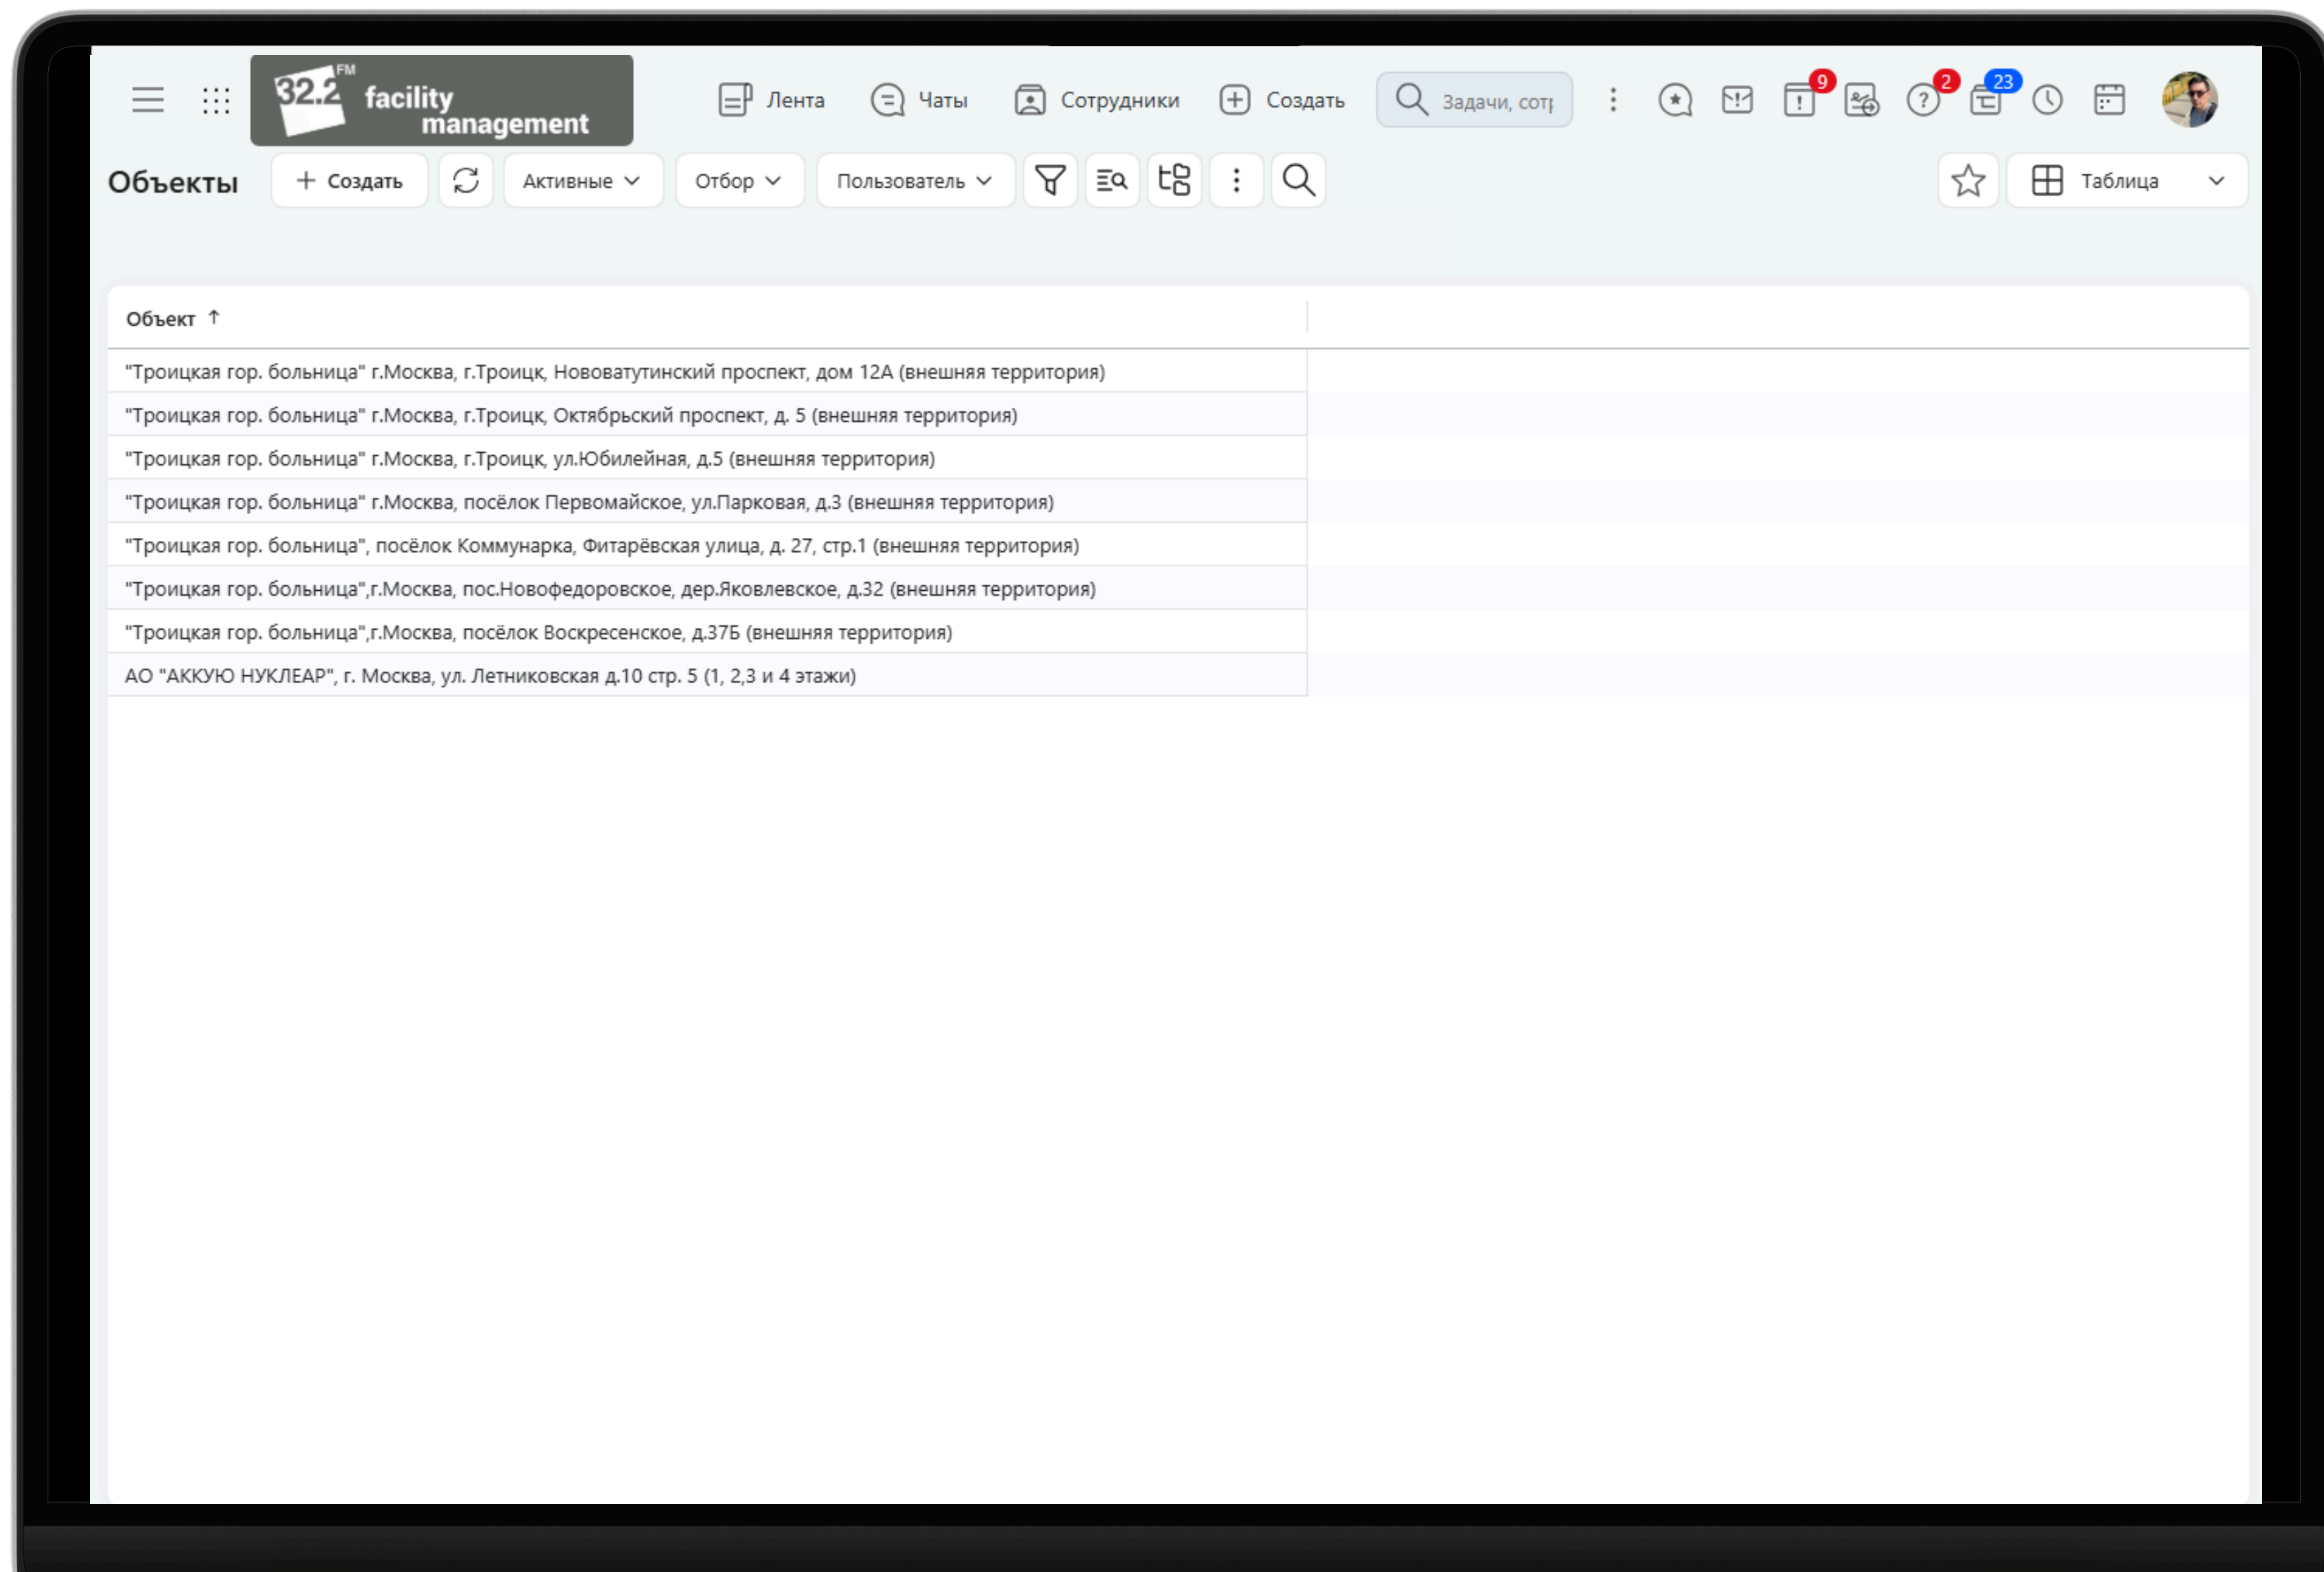 32.2 FM facility
management
Лента Чаты Сотрудники Создать Задачи, сот 9 2 23
Объекты + Создать Активные Отбор Пользователь Таблица
Объект ↑
"Троицкая гор. больница" г.Москва, г.Троицк, Нововатутинский проспект, дом 12А (внешняя территория)
"Троицкая гор. больница" г.Москва, г.Троицк, Октябрьский проспект, д. 5 (внешняя территория)
"Троицкая гор. больница" г.Москва, г.Троицк, ул.Юбилейная, д.5 (внешняя территория)
"Троицкая гор. больница" г.Москва, посёлок Первомайское, ул.Парковая, д.3 (внешняя территория)
"Троицкая гор. больница", посёлок Коммунарка, Фитарёвская улица, д. 27, стр.1 (внешняя территория)
"Троицкая гор. больница",г.Москва, пос.Новофедоровское, дер.Яковлевское, д.32 (внешняя территория)
"Троицкая гор. больница",г.Москва, посёлок Воскресенское, д.37Б (внешняя территория)
АО "АККУЮ НУКЛЕАР", г. Москва, ул. Летниковская д.10 стр. 5 (1, 2,3 и 4 этажи)